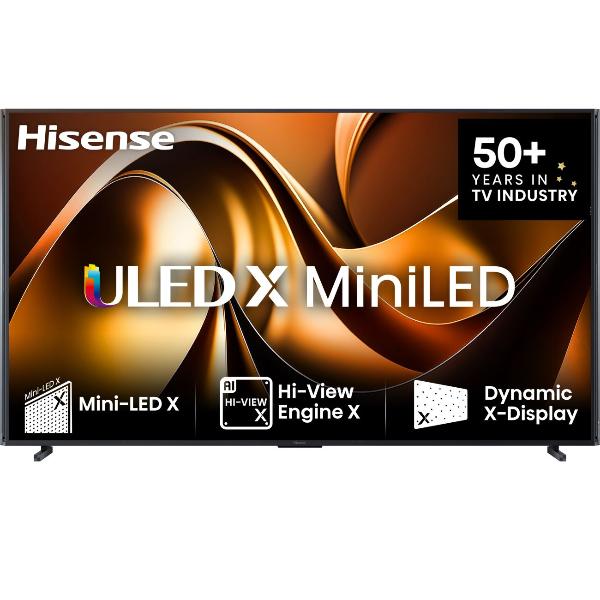 Hisense
50+
YEARS IN
TV INDUSTRY
ULED X MiniLED
Mini-LED X
X
Mini-LED X
AI
HI-VIEW
X
Hi-View
Engine X
X
Dynamic
X-Display